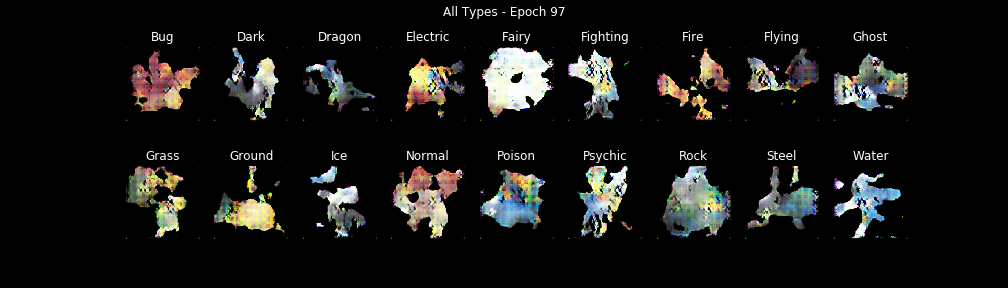 All Types - Epoch 97
Bug Dark Dragon Electric Fairy Fighting Fire Flying Ghost
Grass Ground Ice Normal Poison Psychic Rock Steel Water